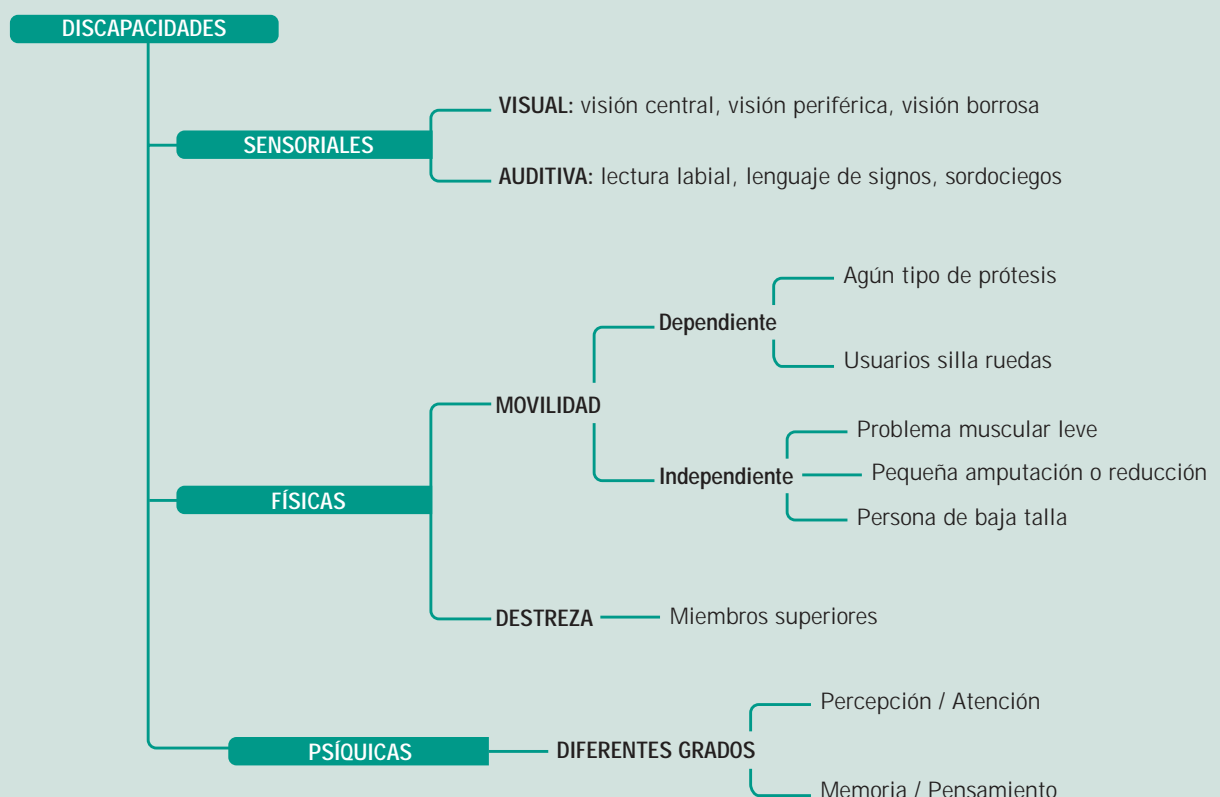 DISCAPACIDADES
VISUAL: visión central, visión periférica, visión borrosa
SENSORIALES
AUDITIVA: lectura labial, lenguaje de signos, sordociegos
Agún tipo de prótesis
Dependiente
Usuarios silla ruedas
MOVILIDAD
Problema muscular leve
Independiente
Pequeña amputación o reducción
Persona de baja talla
FÍSICAS
DESTREZA
Miembros superiores
Percepción / Atención
PSÍQUICAS
DIFERENTES GRADOS
Memoria / Pensamiento